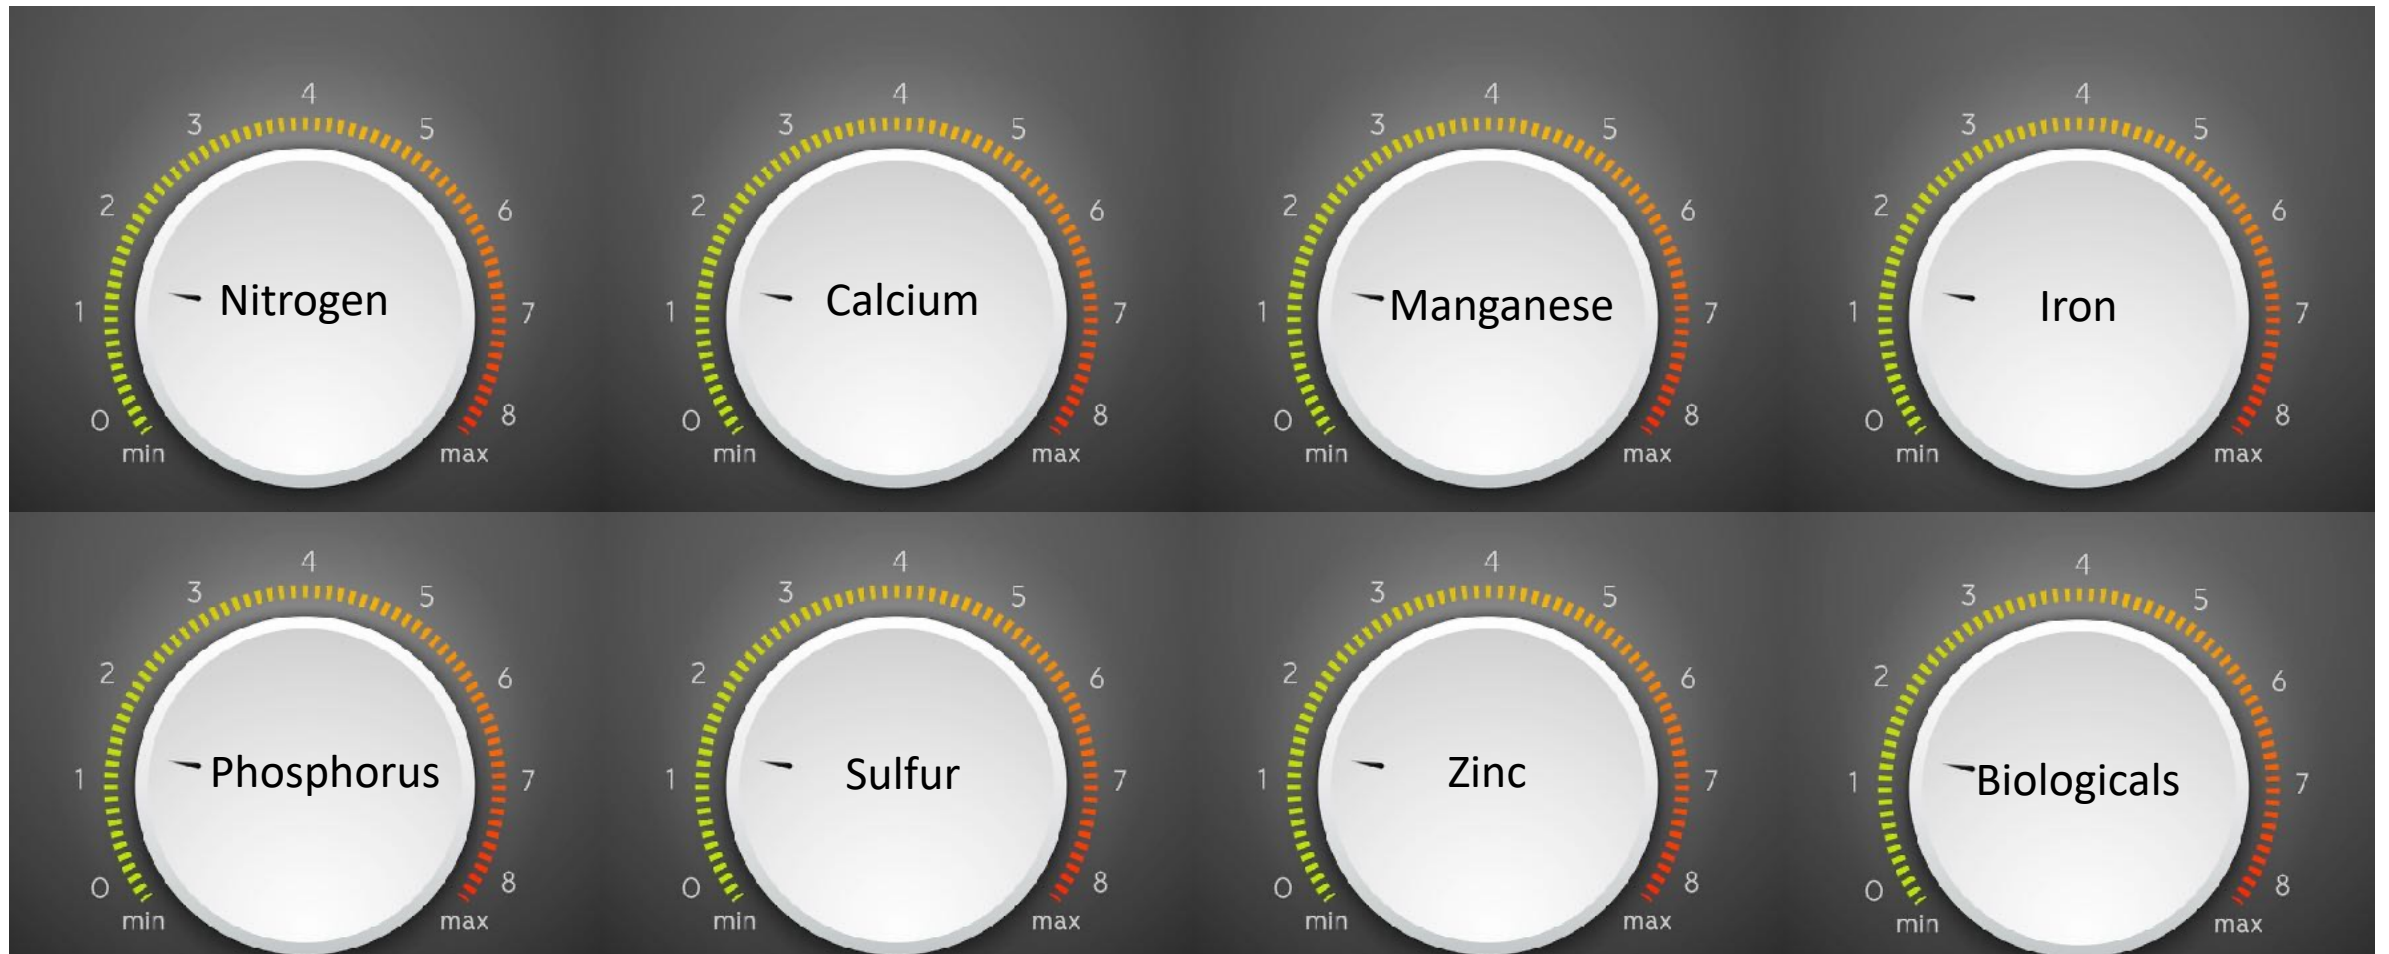 4 4 4 4
3 5 3 5 3 5 3 5
2 6 2 6 2 6 2 6
Nitrogen Calcium Manganese Iron
1 7 1 7 1 7 1 7
0 8 0 8 0 8 0 8
min max min max min max min max
4 4 4 4
3 5 3 5 3 5 3 5
2 6 2 6 2 6 2 6
Phosphorus Sulfur Zinc Biologicals
1 7 1 7 1 7 1 7
0 8 0 8 0 8 0 8
min max min max min max min max